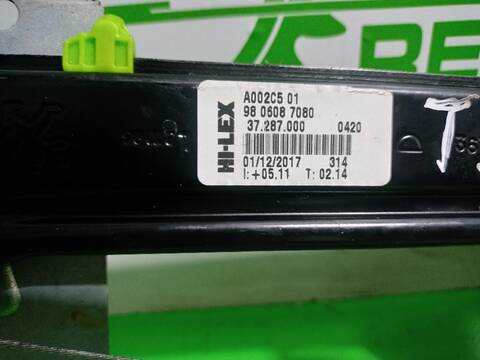 BE
HI-LEX
A002C5 01
98 0608 7080
37.287.000 0420
01/12/2017 314
I:+05.11 T:02.14
D
T